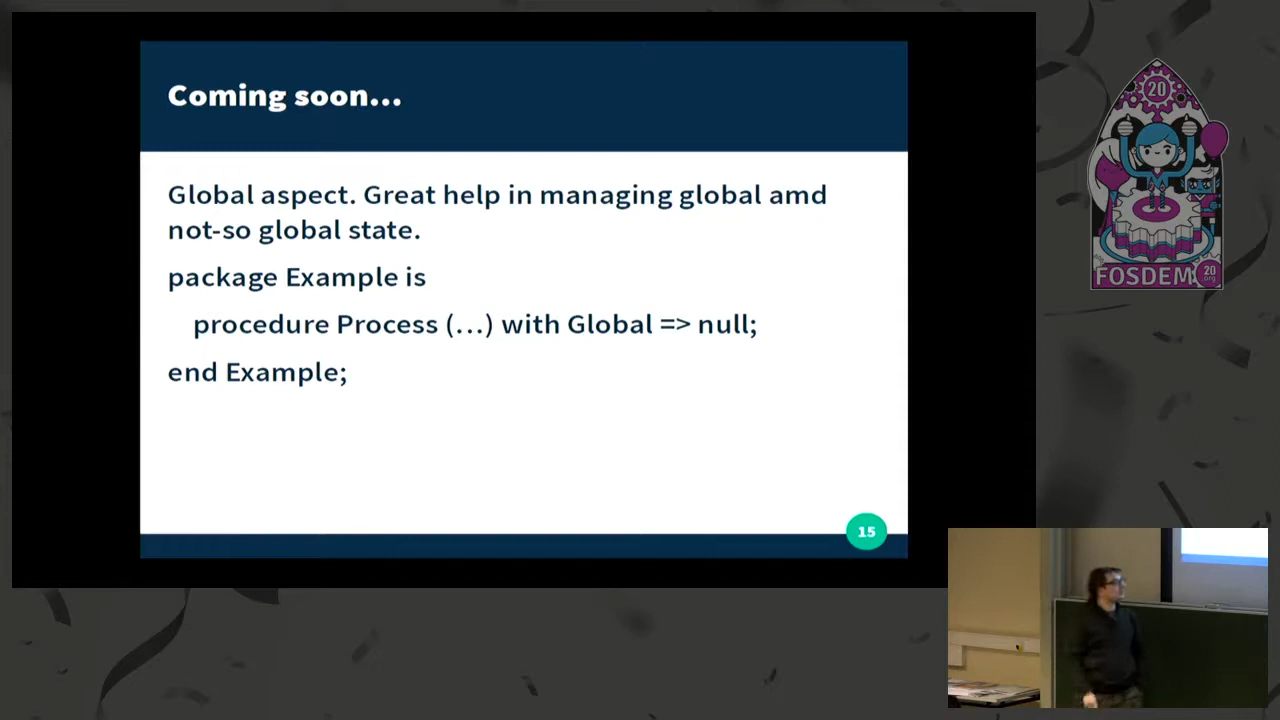 Coming soon...
Global aspect. Great help in managing global amd
not-so global state.
package Example is
procedure Process (...) with Global => null;
end Example;
15
20
FOSDEM
20
.org